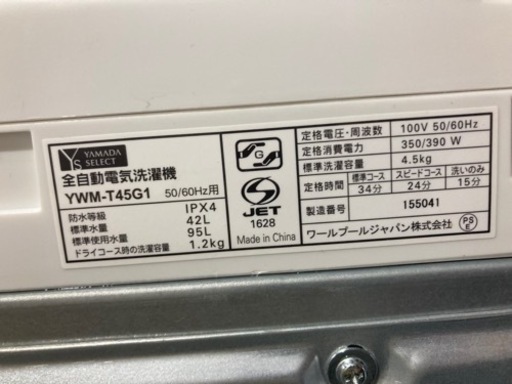 YS YAMADA SELECT
全自動電気洗濯機
YWM-T45G1 50/60Hz用
防水等級 IPX4
標準水量 42L
標準使用水量 95L
ドライコース時の洗濯容量 1.2kg
G
S
JET
1628
Made in China
定格電圧・周波数 100V 50/60Hz
定格消費電力 350/390 W
標準洗濯容量 4.5kg
定格時間 標準コース スピードコース 洗いのみ
34分 24分 15分
製造番号 155041
ワールプールジャパン株式会社
PS E